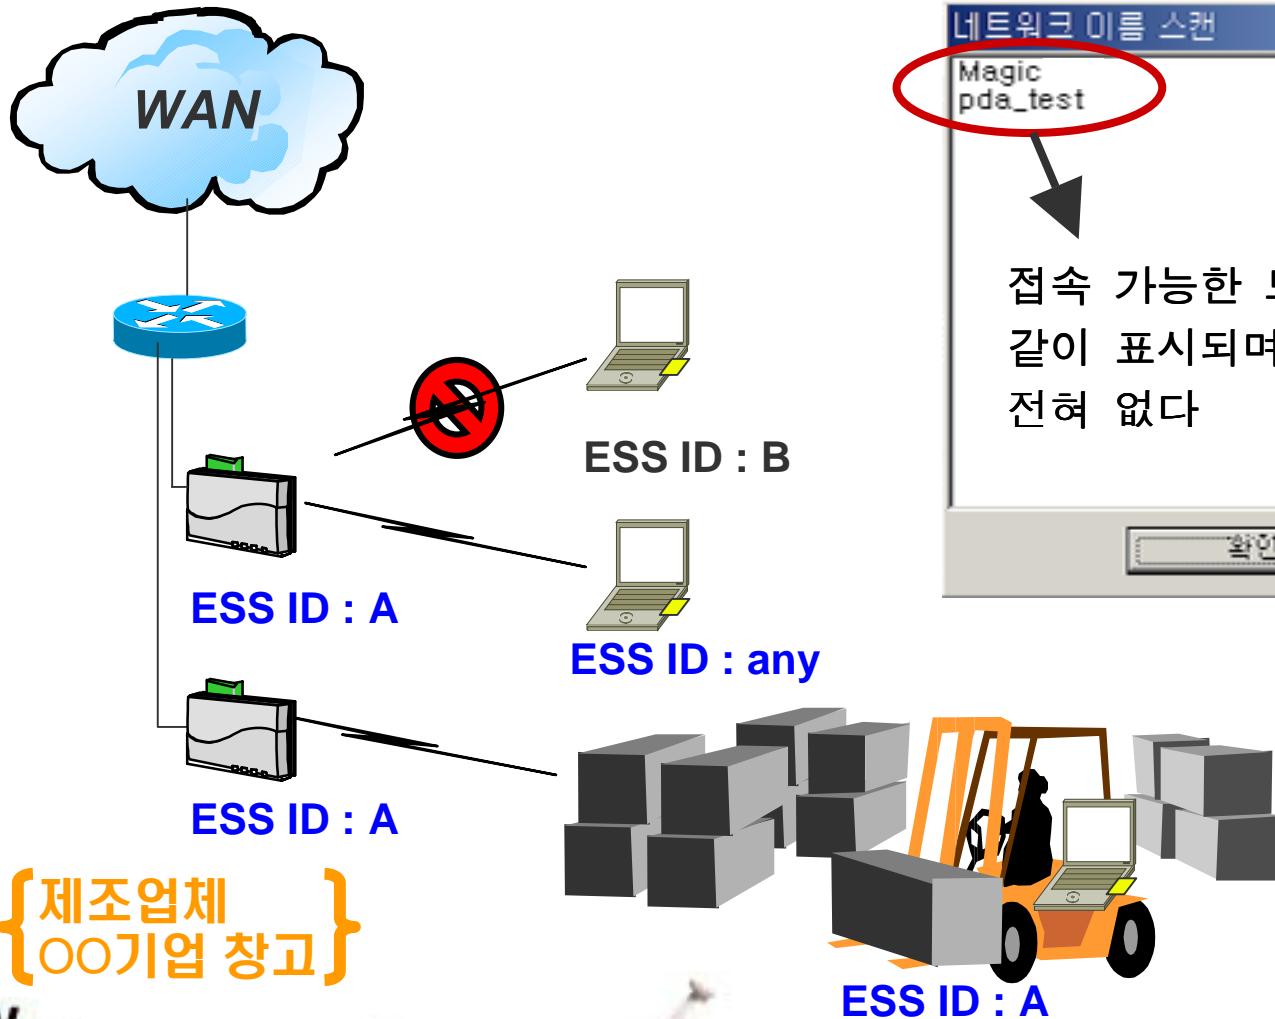 WAN
네트워크 이름 스캔
Magic
pda_test
접속 가능한
같이 표시되며
전혀 없다
확인
ESS ID : B
ESS ID : A
ESS ID : any
ESS ID : A
제조업체
OO기업 창고
ESS ID : A